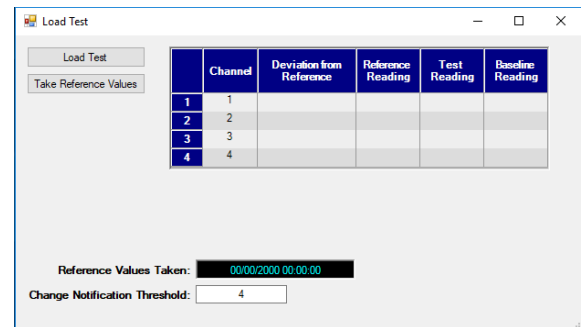 Load Test
Load Test
Take Reference Values
Channel Deviation from Reference Reference Reading Test Reading Baseline Reading
1 1
2 2
3 3
4 4
Reference Values Taken: 00/00/2000 00:00:00
Change Notification Threshold: 4